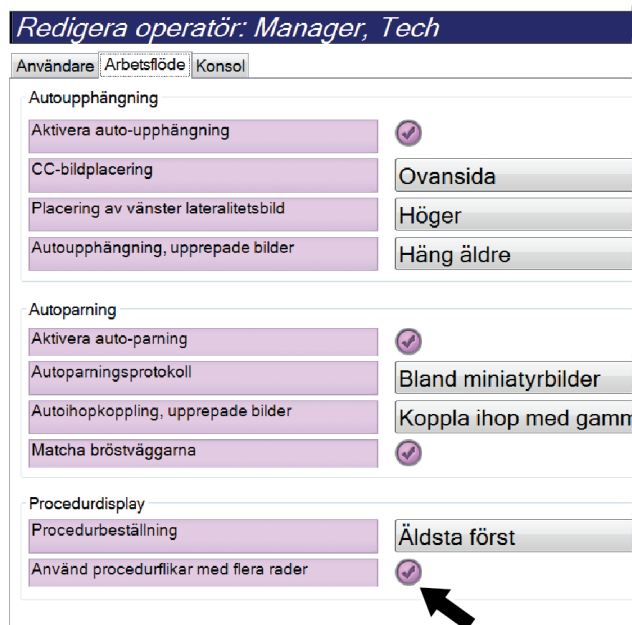 Redigera operatör: Manager, Tech
Användare Arbetsflöde Konsol
Autoupphängning
Aktivera auto-upphängning
CC-bildplacering Ovansida
Placering av vänster lateralitetsbild Höger
Autoupphängning, upprepade bilder Häng äldre
Autoparning
Aktivera auto-parning
Autoparningsprotokoll Bland miniatyrbilder
Autoihopkoppling, upprepade bilder Koppla ihop med gamm
Matcha bröstväggarna
Procedurdisplay
Procedurbeställning Äldsta först
Använd procedurflikar med flera rader